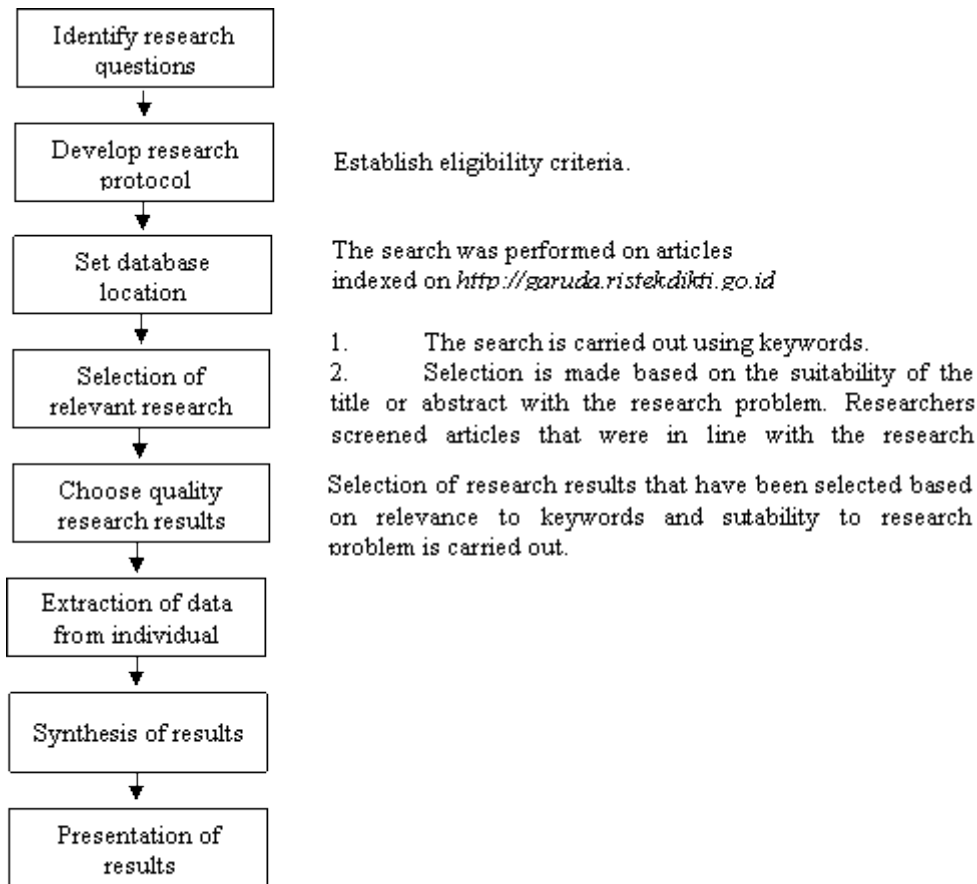 Identify research
questions
Develop research
protocol
Establish eligibility criteria.
Set database
location
The search was performed on articles
indexed on http://garuda.ristekdikti.go.id
Selection of
relevant research
1. The search is carried out using keywords.
2. Selection is made based on the suitability of the
title or abstract with the research problem. Researchers
screened articles that were in line with the research
Choose quality
research results
Selection of research results that have been selected based
on relevance to keywords and sutability to research
problem is carried out.
Extraction of data
from individual
Synthesis of results
Presentation of
results